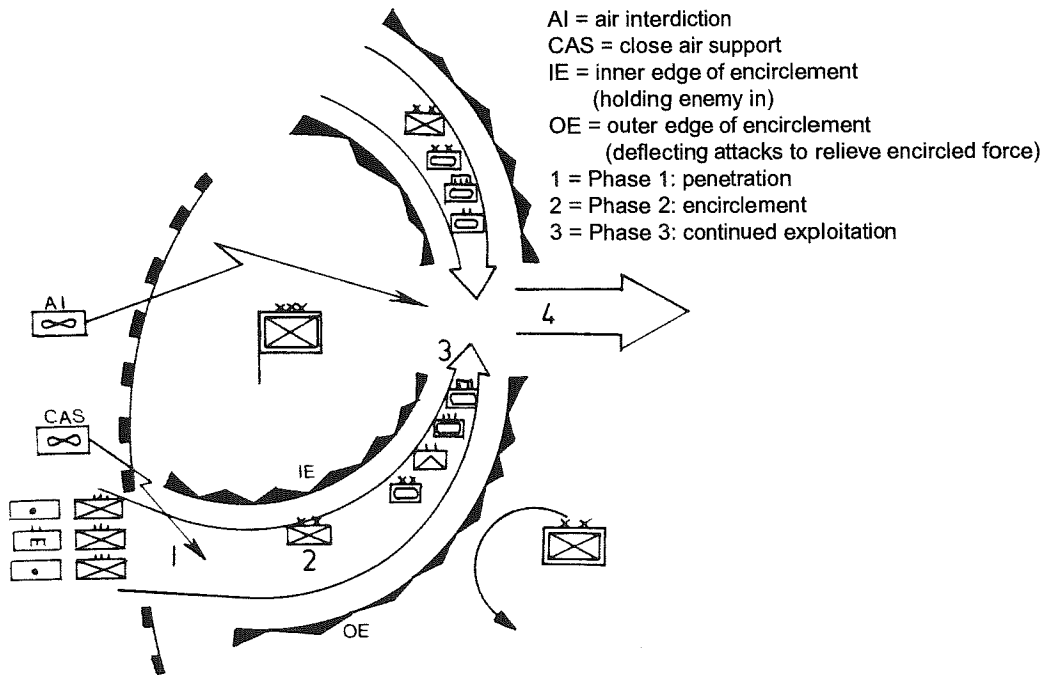 AI = air interdiction
CAS = close air support
IE = inner edge of encirclement
(holding enemy in)
OE = outer edge of encirclement
(deflecting attacks to relieve encircled force)
1 = Phase 1: penetration
2 = Phase 2: encirclement
3 = Phase 3: continued exploitation
AI
4
3
CAS
IE
E
1
2
OE